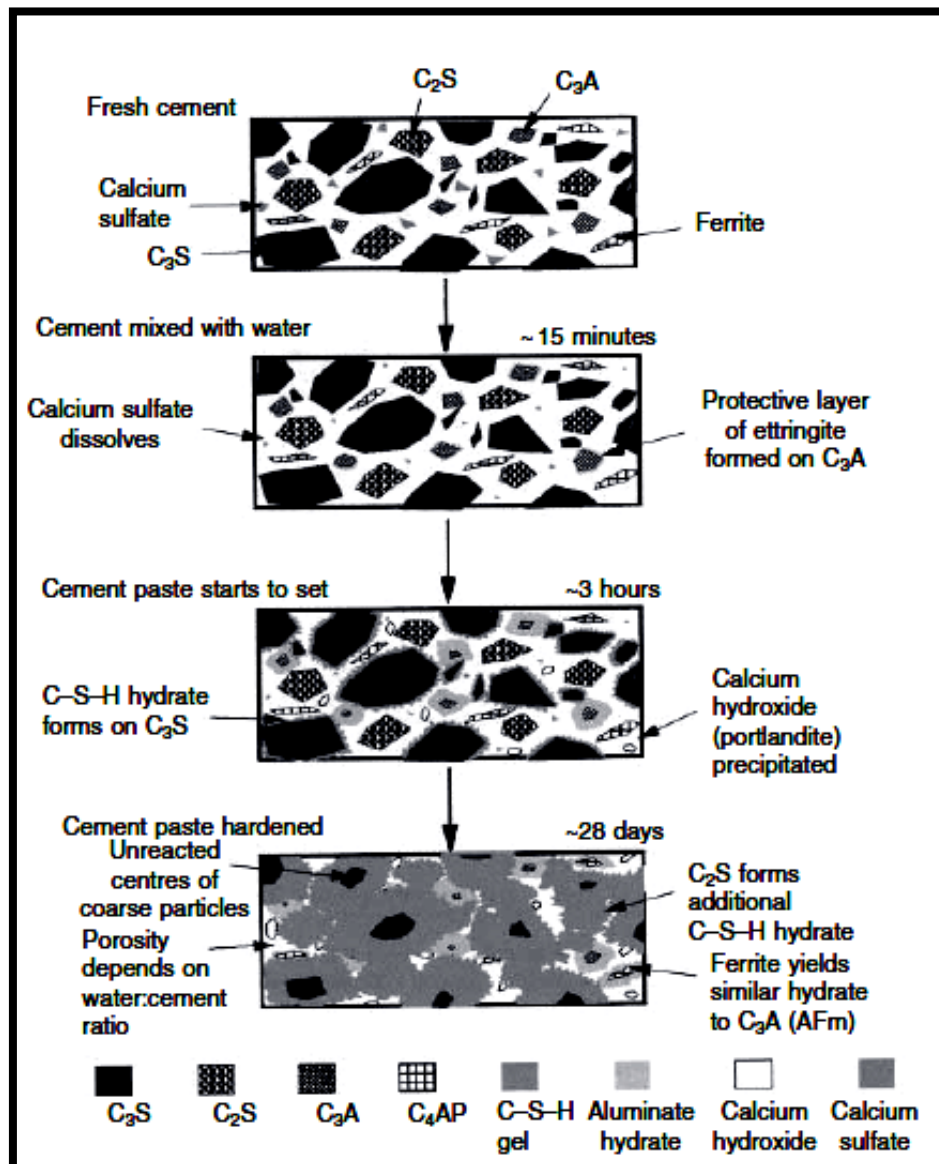 C₂S
C₃A
Fresh cement
Calcium
sulfate
C₃S
Ferrite
Cement mixed with water
~ 15 minutes
Calcium sulfate
dissolves
Protective layer
of ettringite
formed on C₃A
Cement paste starts to set
~3 hours
C–S–H hydrate
forms on C₃S
Calcium
hydroxide
(portlandite)
precipitated
Cement paste hardened
~28 days
Unreacted
centres of
coarse particles
Porosity
depends on
water:cement
ratio
C₂S forms
additional
C–S–H hydrate
Ferrite yields
similar hydrate
to C₃A (AFm)
C₃S
C₂S
C₃A
C₄AP
C–S–H
gel
Aluminate
hydrate
Calcium
hydroxide
Calcium
sulfate